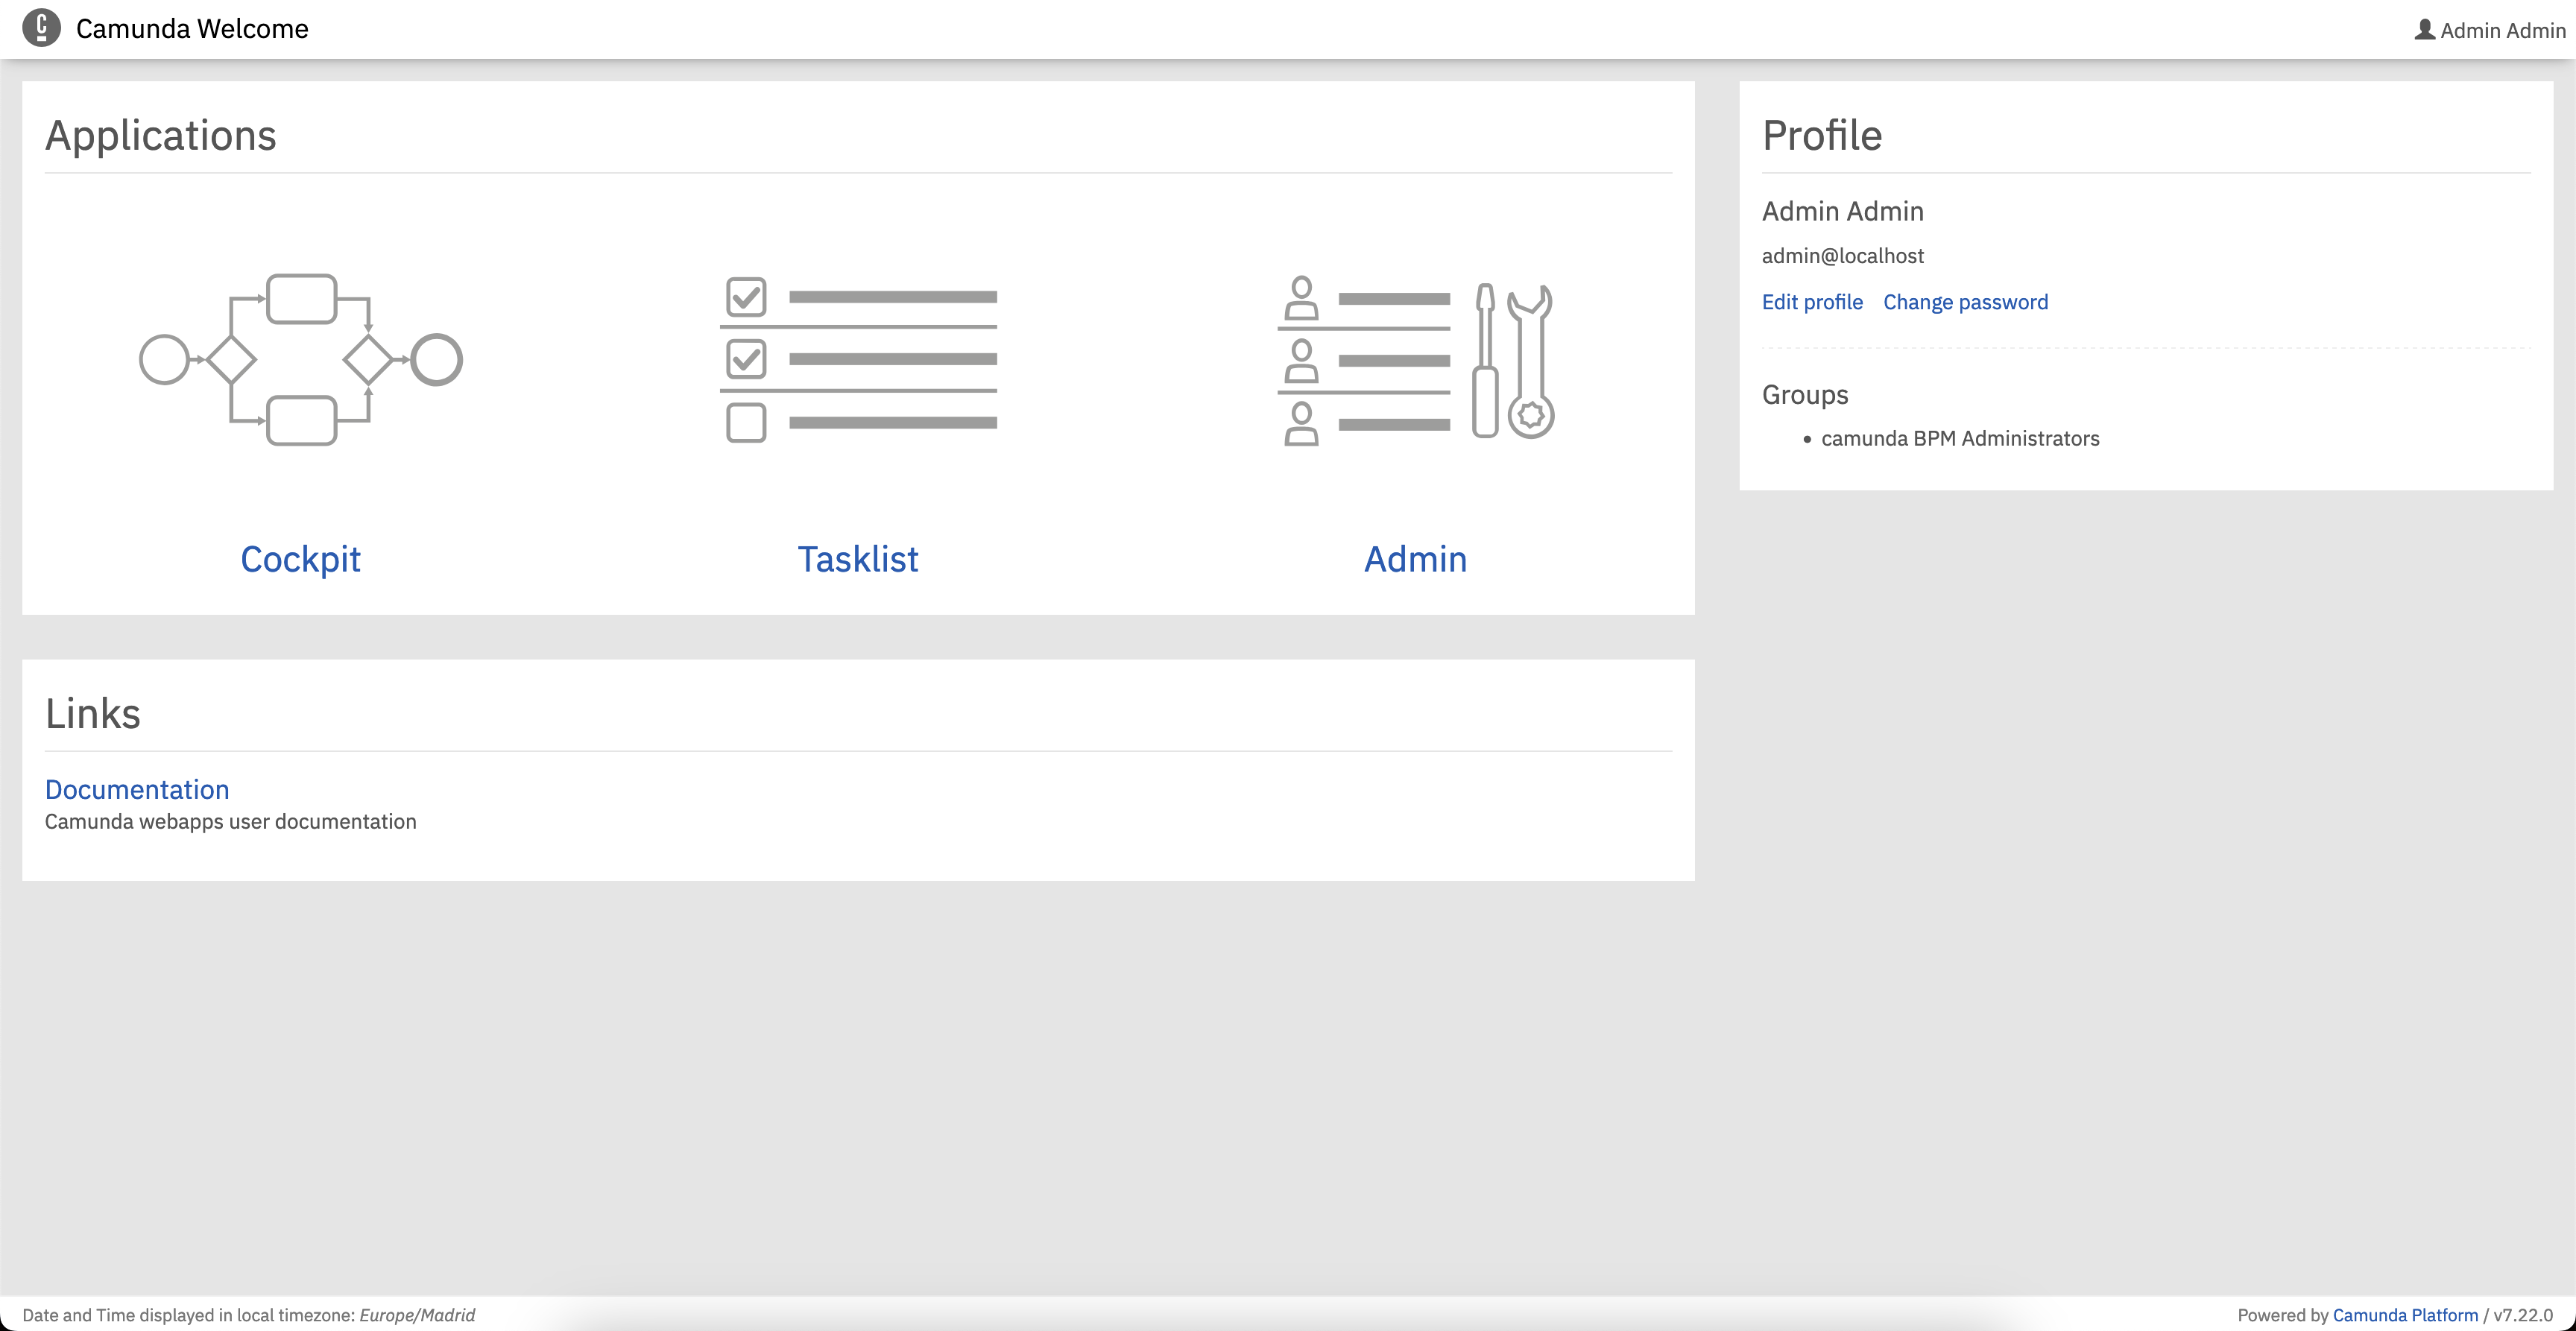 Camunda Welcome
Admin Admin
Applications
Cockpit
Tasklist
Admin
Links
Documentation
Camunda webapps user documentation
Profile
Admin Admin
admin@localhost
Edit profile Change password
Groups
camunda BPM Administrators
Date and Time displayed in local timezone: Europe/Madrid
Powered by Camunda Platform / v7.22.0